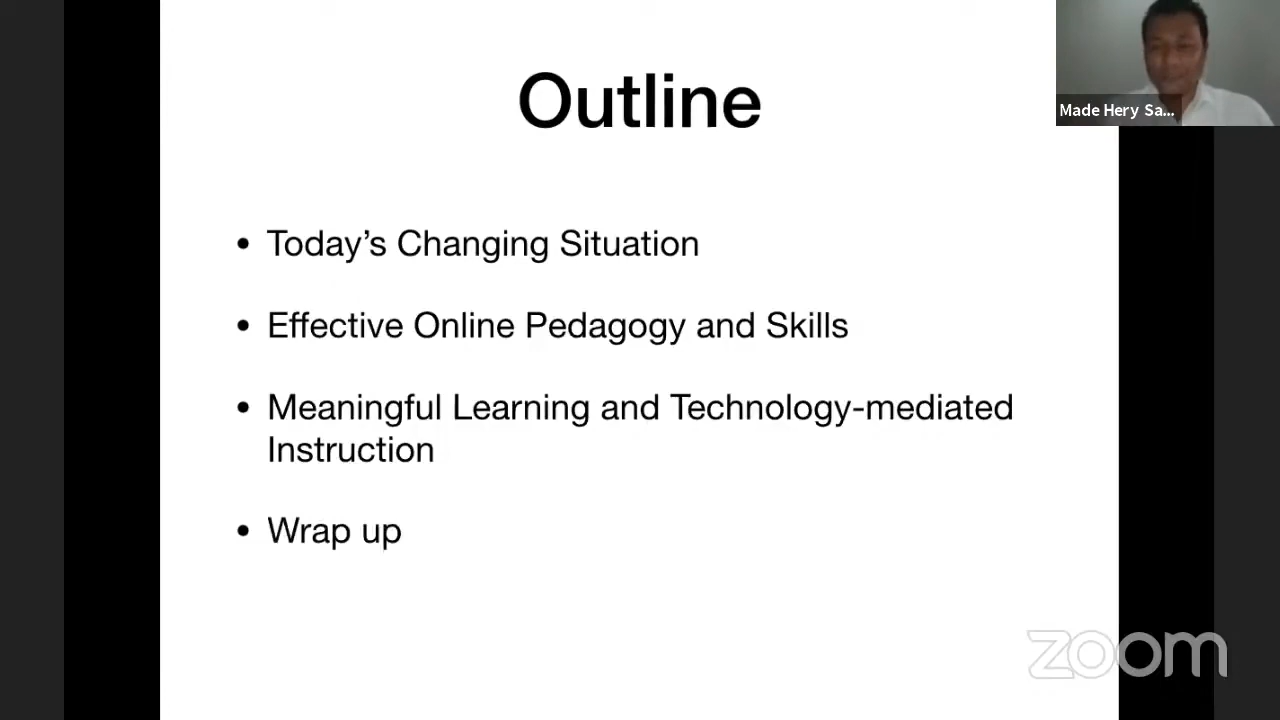 Outline
Made Hery Sa...
• Today’s Changing Situation
• Effective Online Pedagogy and Skills
• Meaningful Learning and Technology-mediated
Instruction
• Wrap up
zoom